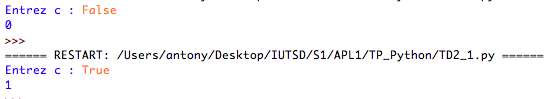 Entrez c : False
0
>>>
====== RESTART: /Users/antony/Desktop/IUTSD/S1/APL1/TP_Python/TD2_1.py ======
Entrez c : True
1